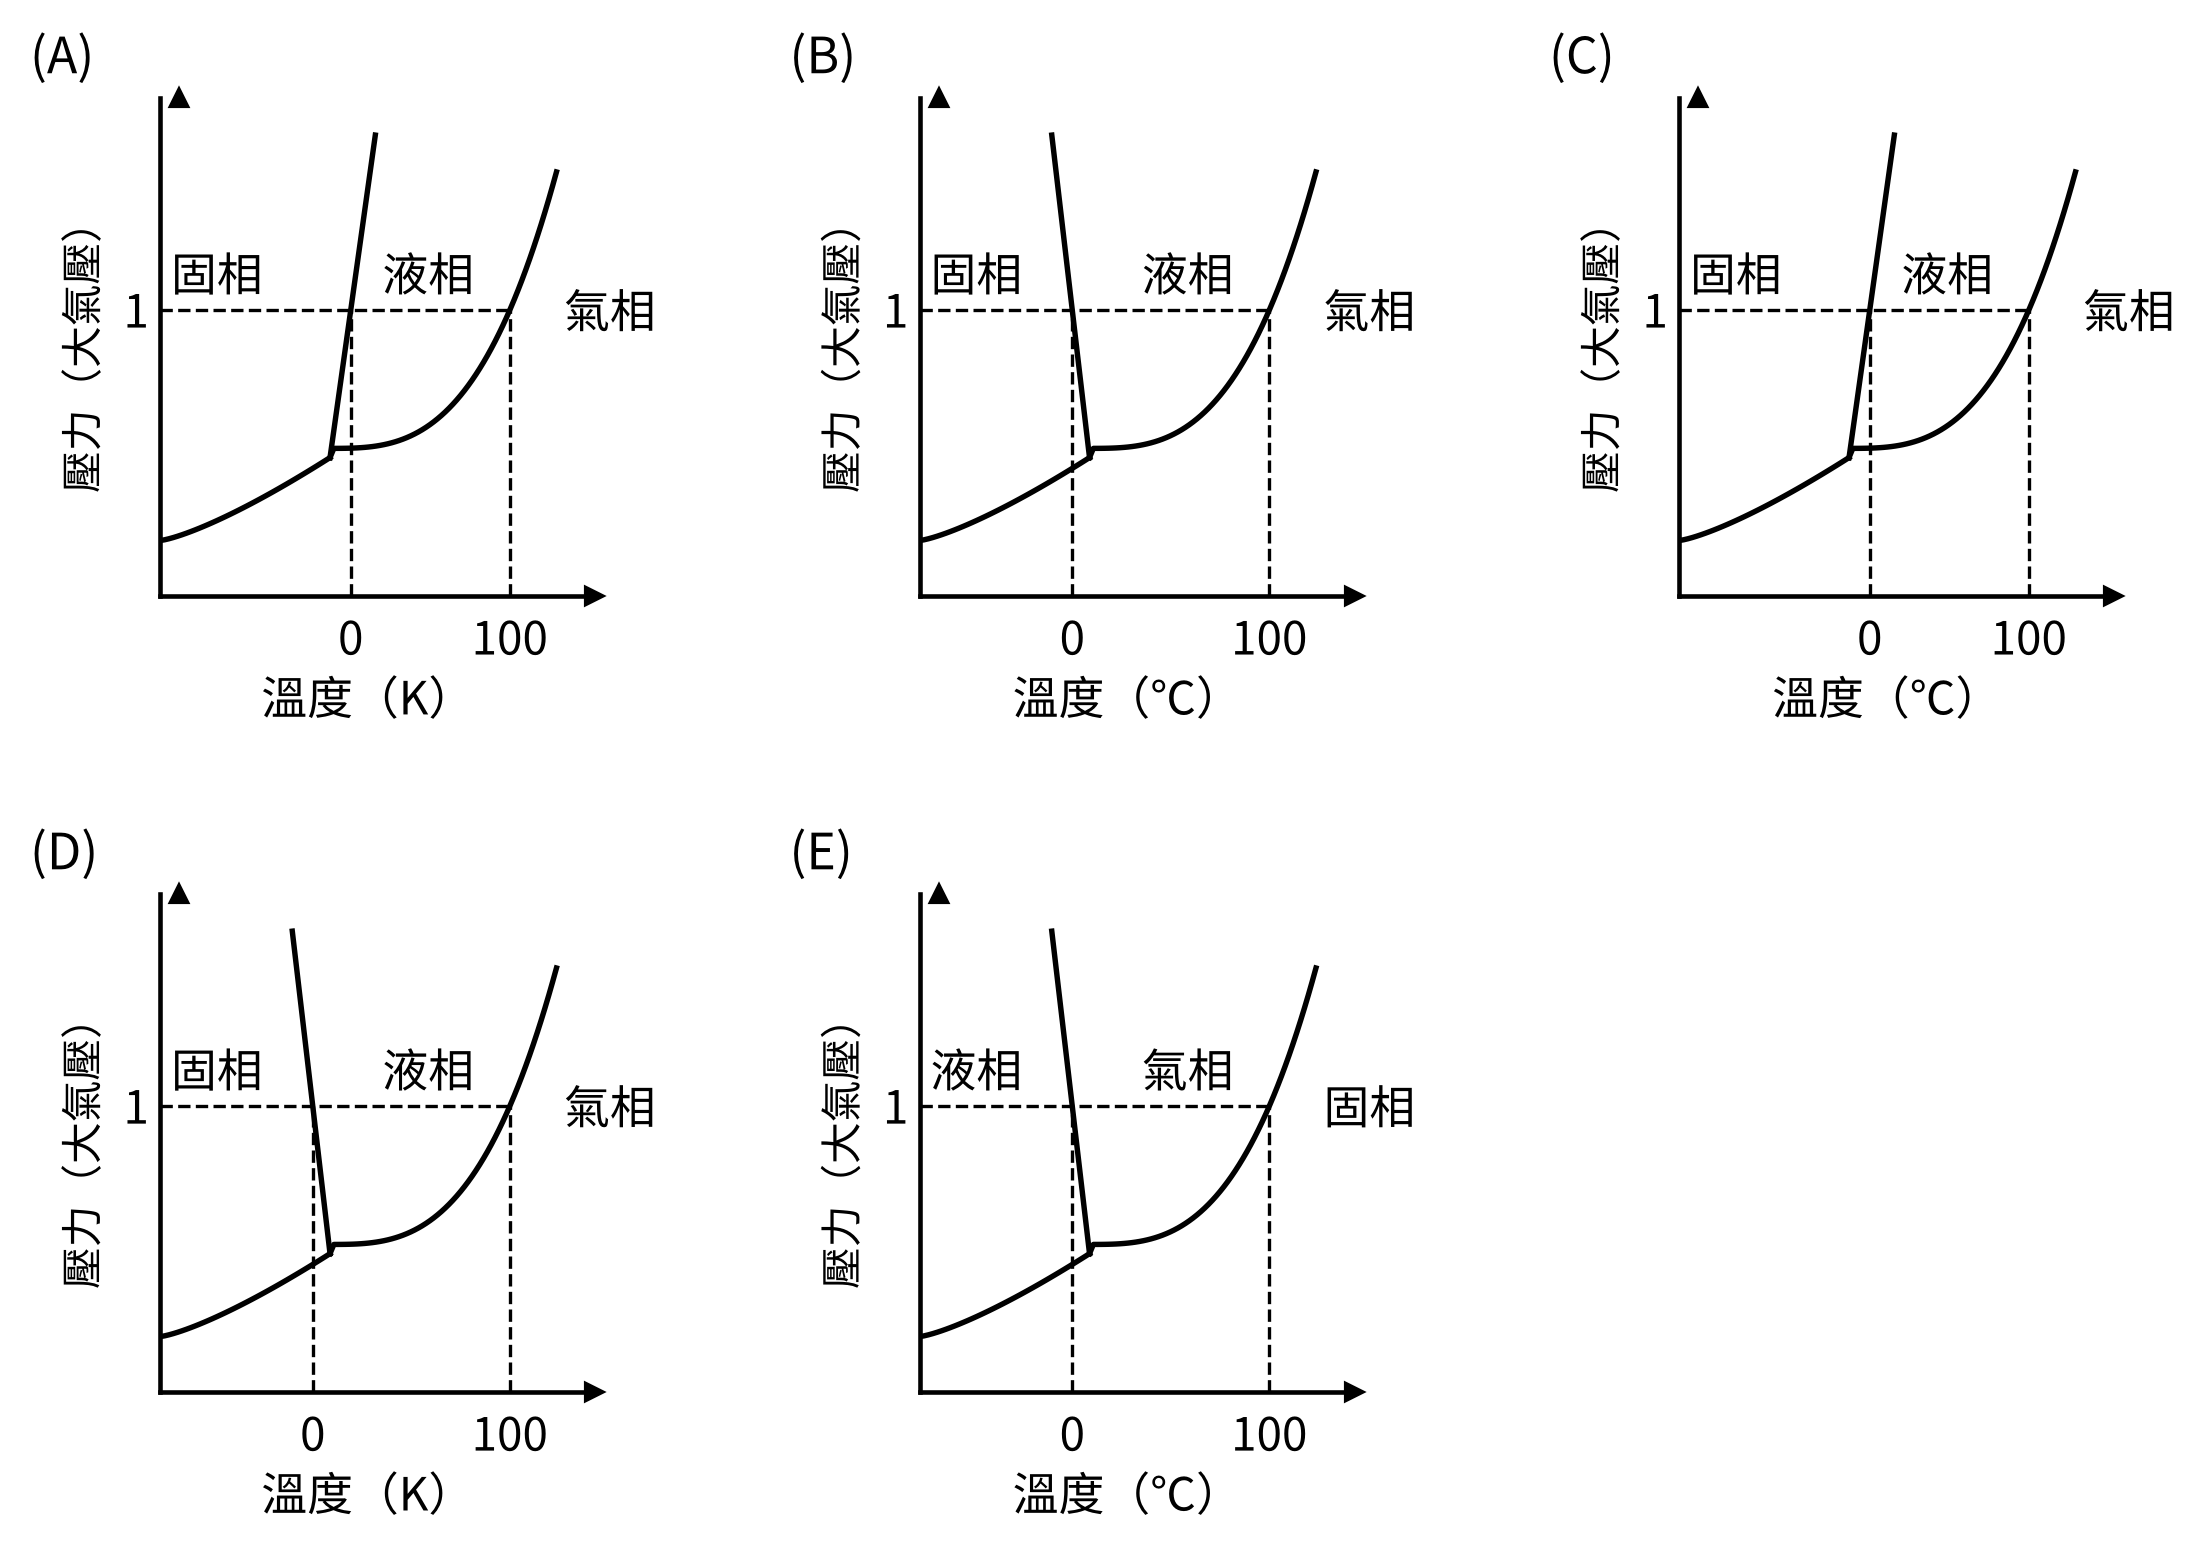 (A)
壓力（大氣壓）
固相
液相
氣相
1
0
100
溫度（K）
(B)
壓力（大氣壓）
固相
液相
氣相
1
0
100
溫度（°C）
(C)
壓力（大氣壓）
固相
液相
氣相
1
0
100
溫度（°C）
(D)
壓力（大氣壓）
固相
液相
氣相
1
0
100
溫度（K）
(E)
壓力（大氣壓）
液相
氣相
固相
1
0
100
溫度（°C）